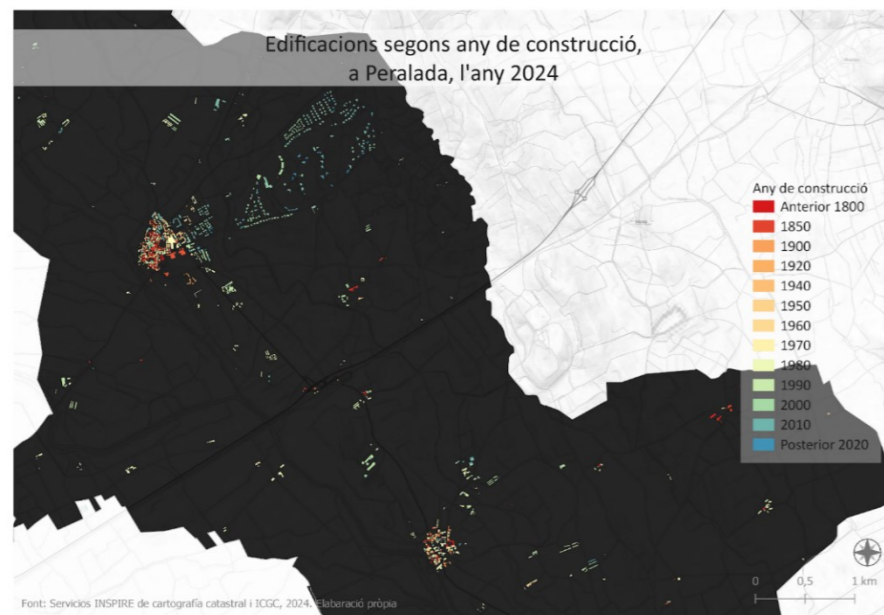 Edificacions segons any de construcció,
a Peralada, l'any 2024
Any de construcció
Anterior 1800
1850
1900
1920
1940
1950
1960
1970
1980
1990
2000
2010
Posterior 2020
0 0,5 1 km
Font: Servicios INSPIRE de cartografía catastral i ICGC, 2024. Elabaració pròpia